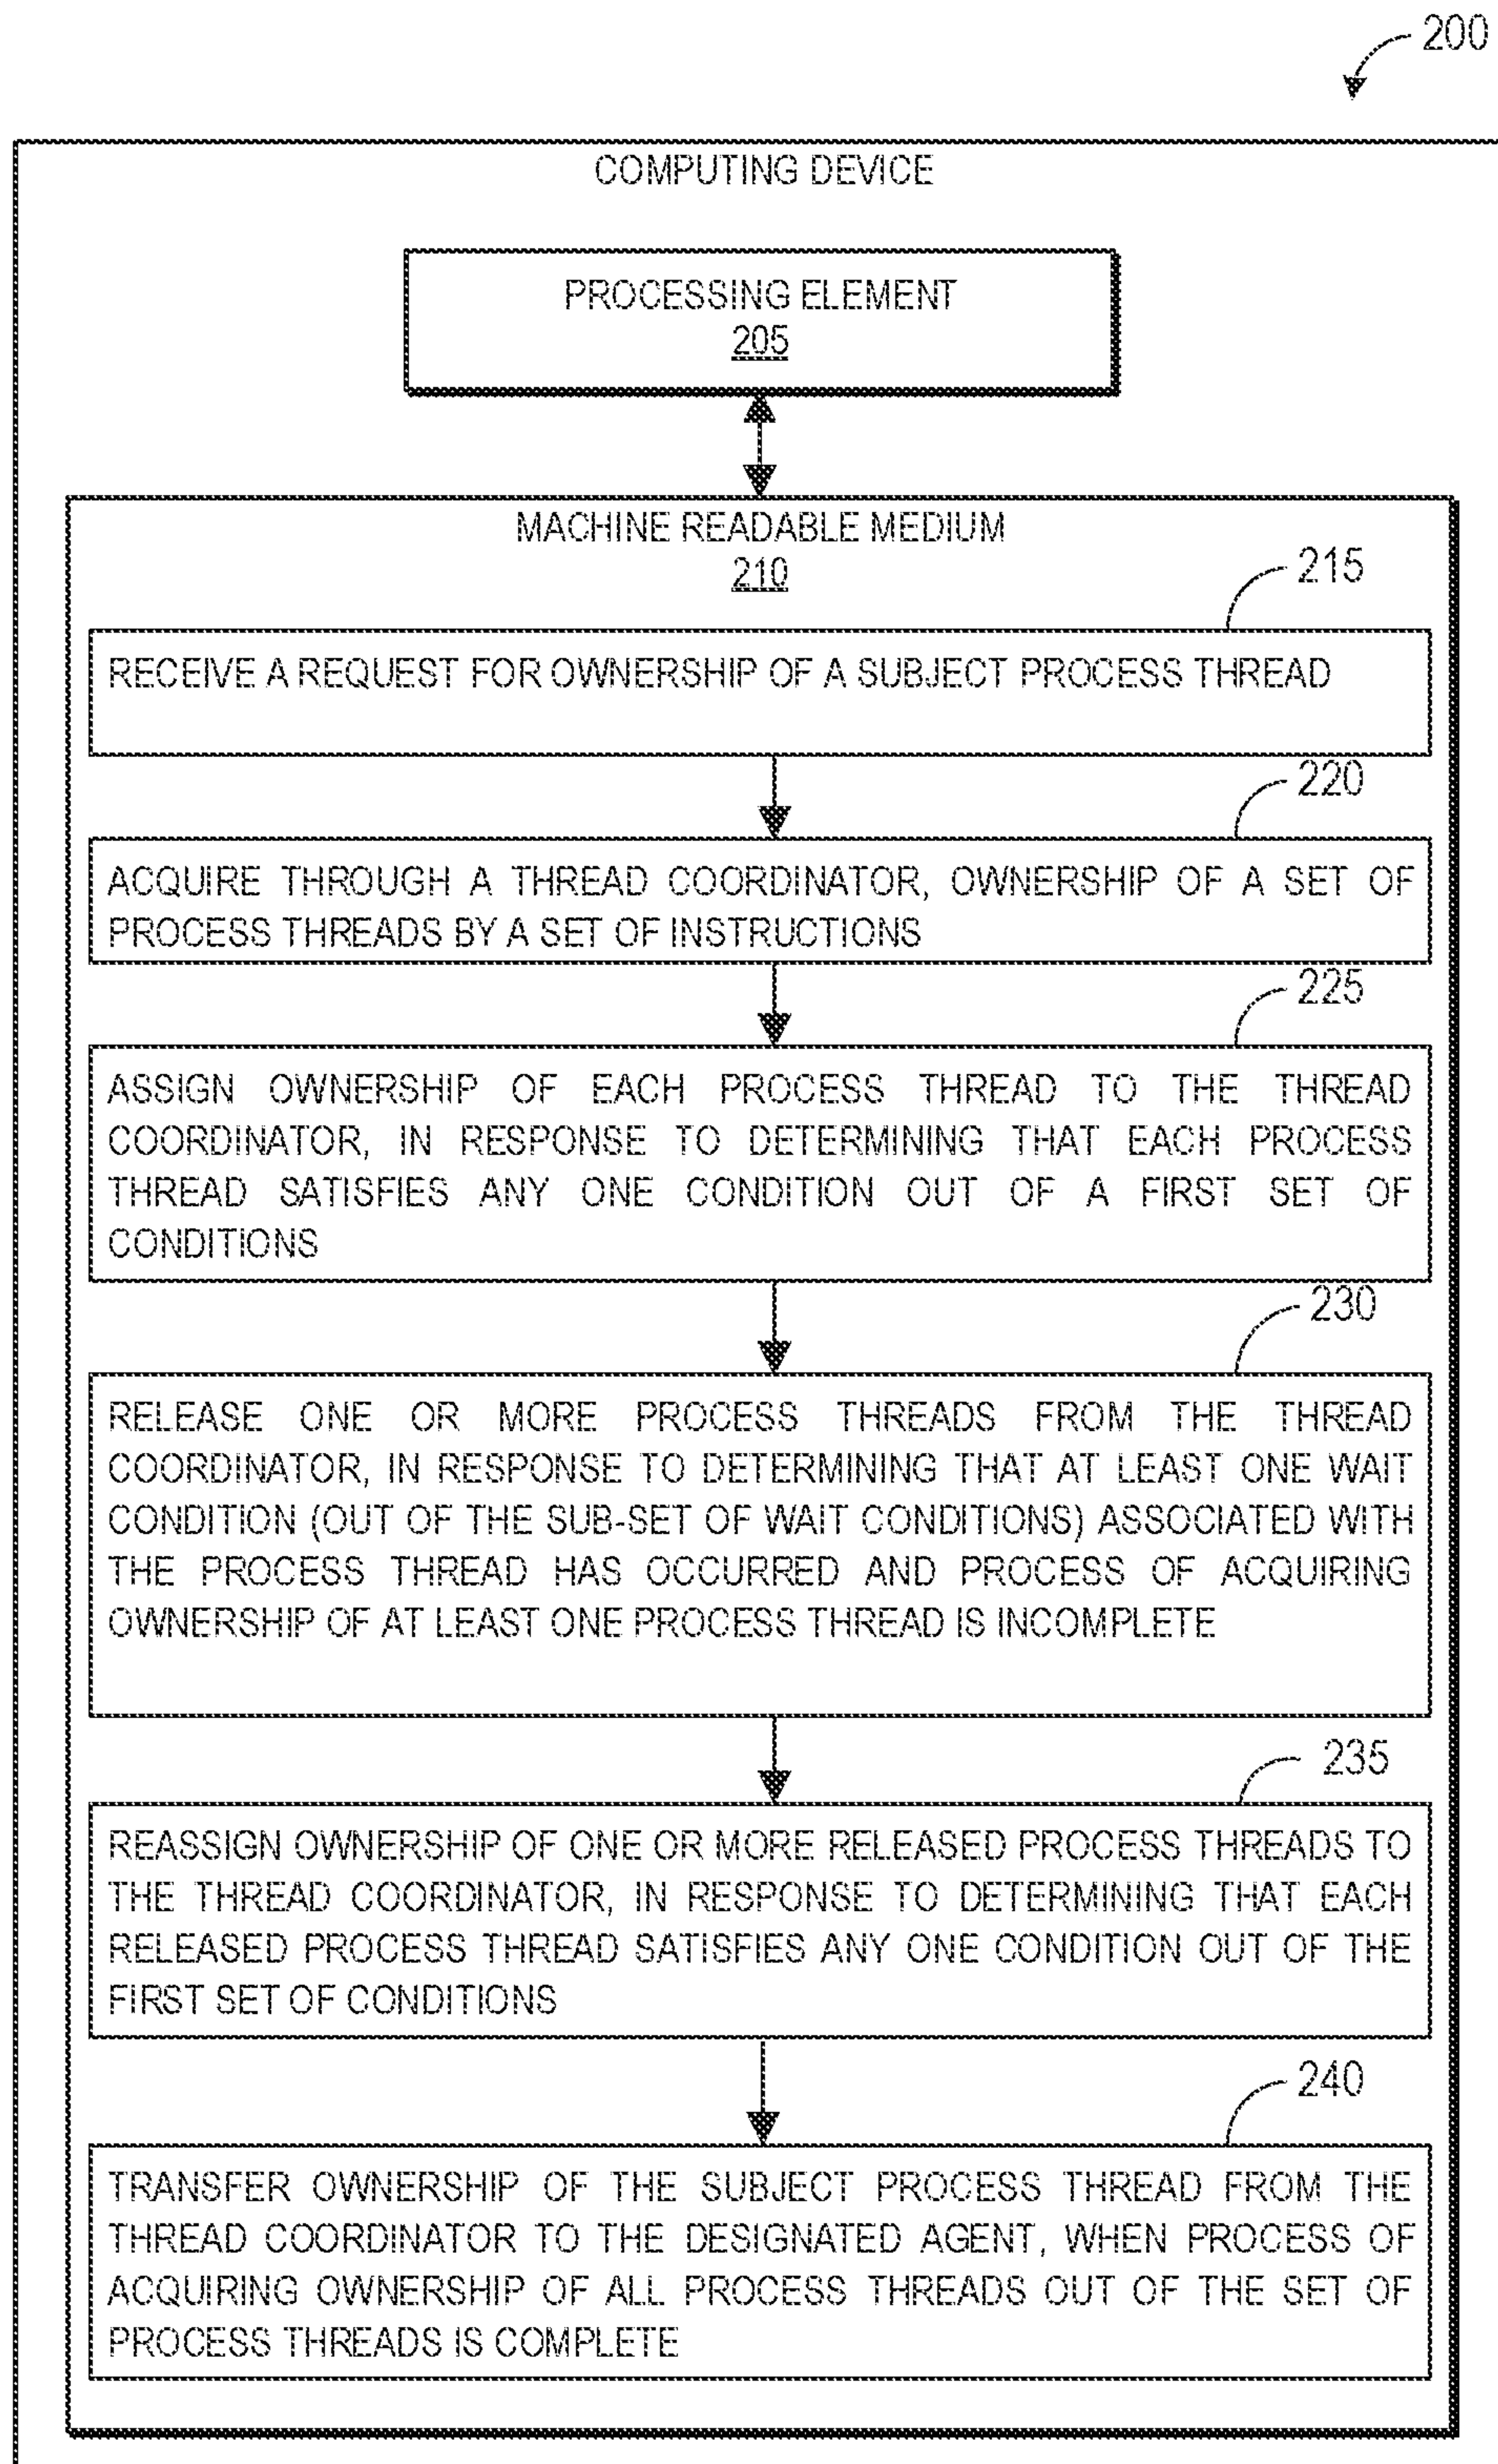 200
COMPUTING DEVICE
PROCESSING ELEMENT
205
MACHINE READABLE MEDIUM
210
215
RECEIVE A REQUEST FOR OWNERSHIP OF A SUBJECT PROCESS THREAD
220
ACQUIRE THROUGH A THREAD COORDINATOR, OWNERSHIP OF A SET OF
PROCESS THREADS BY A SET OF INSTRUCTIONS
225
ASSIGN OWNERSHIP OF EACH PROCESS THREAD TO THE THREAD
COORDINATOR, IN RESPONSE TO DETERMINING THAT EACH PROCESS
THREAD SATISFIES ANY ONE CONDITION OUT OF A FIRST SET OF
CONDITIONS
230
RELEASE ONE OR MORE PROCESS THREADS FROM THE THREAD
COORDINATOR, IN RESPONSE TO DETERMINING THAT AT LEAST ONE WAIT
CONDITION (OUT OF THE SUB-SET OF WAIT CONDITIONS) ASSOCIATED WITH
THE PROCESS THREAD HAS OCCURRED AND PROCESS OF ACQUIRING
OWNERSHIP OF AT LEAST ONE PROCESS THREAD IS INCOMPLETE
235
REASSIGN OWNERSHIP OF ONE OR MORE RELEASED PROCESS THREADS TO
THE THREAD COORDINATOR, IN RESPONSE TO DETERMINING THAT EACH
RELEASED PROCESS THREAD SATISFIES ANY ONE CONDITION OUT OF THE
FIRST SET OF CONDITIONS
240
TRANSFER OWNERSHIP OF THE SUBJECT PROCESS THREAD FROM THE
THREAD COORDINATOR TO THE DESIGNATED AGENT, WHEN PROCESS OF
ACQUIRING OWNERSHIP OF ALL PROCESS THREADS OUT OF THE SET OF
PROCESS THREADS IS COMPLETE